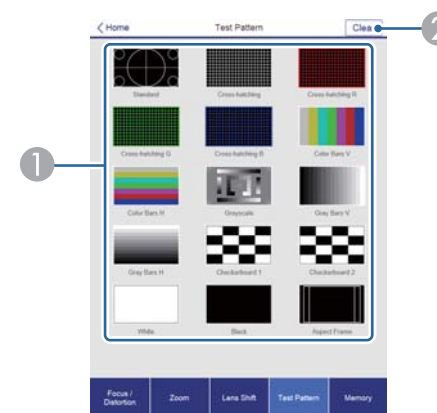 Home Test Pattern Clea
2
Standard Cross-hatching Cross-hatching R
1
Cross-hatching G Cross-hatching B Color Bars V
Color Bars H Grayscale Gray Bars V
Gray Bars H Checkerboard 1 Checkerboard 2
White Black Aspect Frame
Focus /
Distortion Zoom Lens Shift Test Pattern Memory